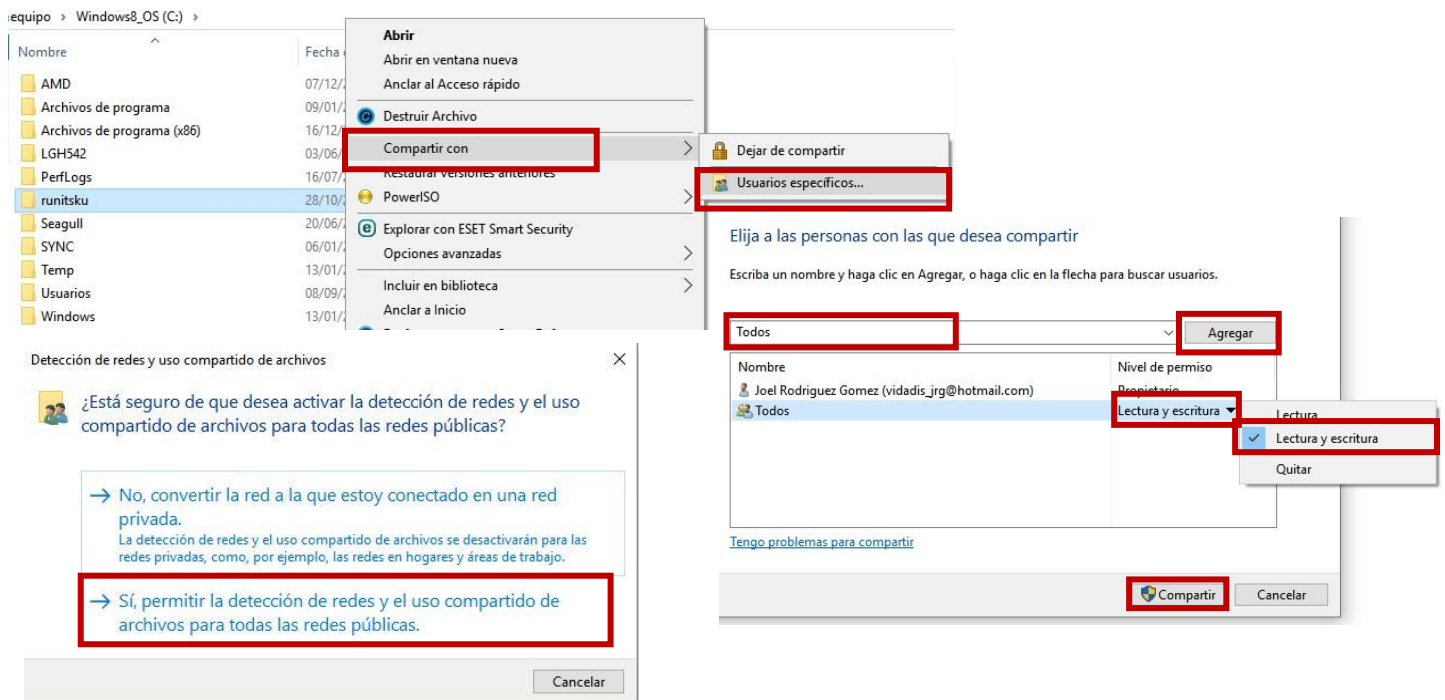 equipo > Windows8_OS (C:) >
Nombre
Fecha
AMD 07/12/
Archivos de programa 09/01/
Archivos de programa (x86) 16/12/
LGH542 03/06/
PerfLogs 16/07/
runitsku 28/10/
Seagull 20/06/
SYNC 06/01/
Temp 13/01/
Usuarios 08/09/
Windows 13/01/
Abrir
Abrir en ventana nueva
Anclar al Acceso rápido
Destruir Archivo
Compartir con
Restaurar versiones anteriores
PowerISO
Explorar con ESET Smart Security
Opciones avanzadas
Incluir en biblioteca
Anclar a Inicio
Dejar de compartir
Usuarios específicos...
Elija a las personas con las que desea compartir
Escriba un nombre y haga clic en Agregar, o haga clic en la flecha para buscar usuarios.
Todos
Agregar
Nombre Nivel de permiso
Joel Rodriguez Gomez (vidadis_jrg@hotmail.com) Propietario
Todos Lectura y escritura
Lectura
Lectura y escritura
Quitar
Tengo problemas para compartir
Compartir Cancelar
Detección de redes y uso compartido de archivos
¿Está seguro de que desea activar la detección de redes y el uso
compartido de archivos para todas las redes públicas?
No, convertir la red a la que estoy conectado en una red
privada.
La detección de redes y el uso compartido de archivos se desactivarán para las
redes privadas, como, por ejemplo, las redes en hogares y áreas de trabajo.
Sí, permitir la detección de redes y el uso compartido de
archivos para todas las redes públicas.
Cancelar